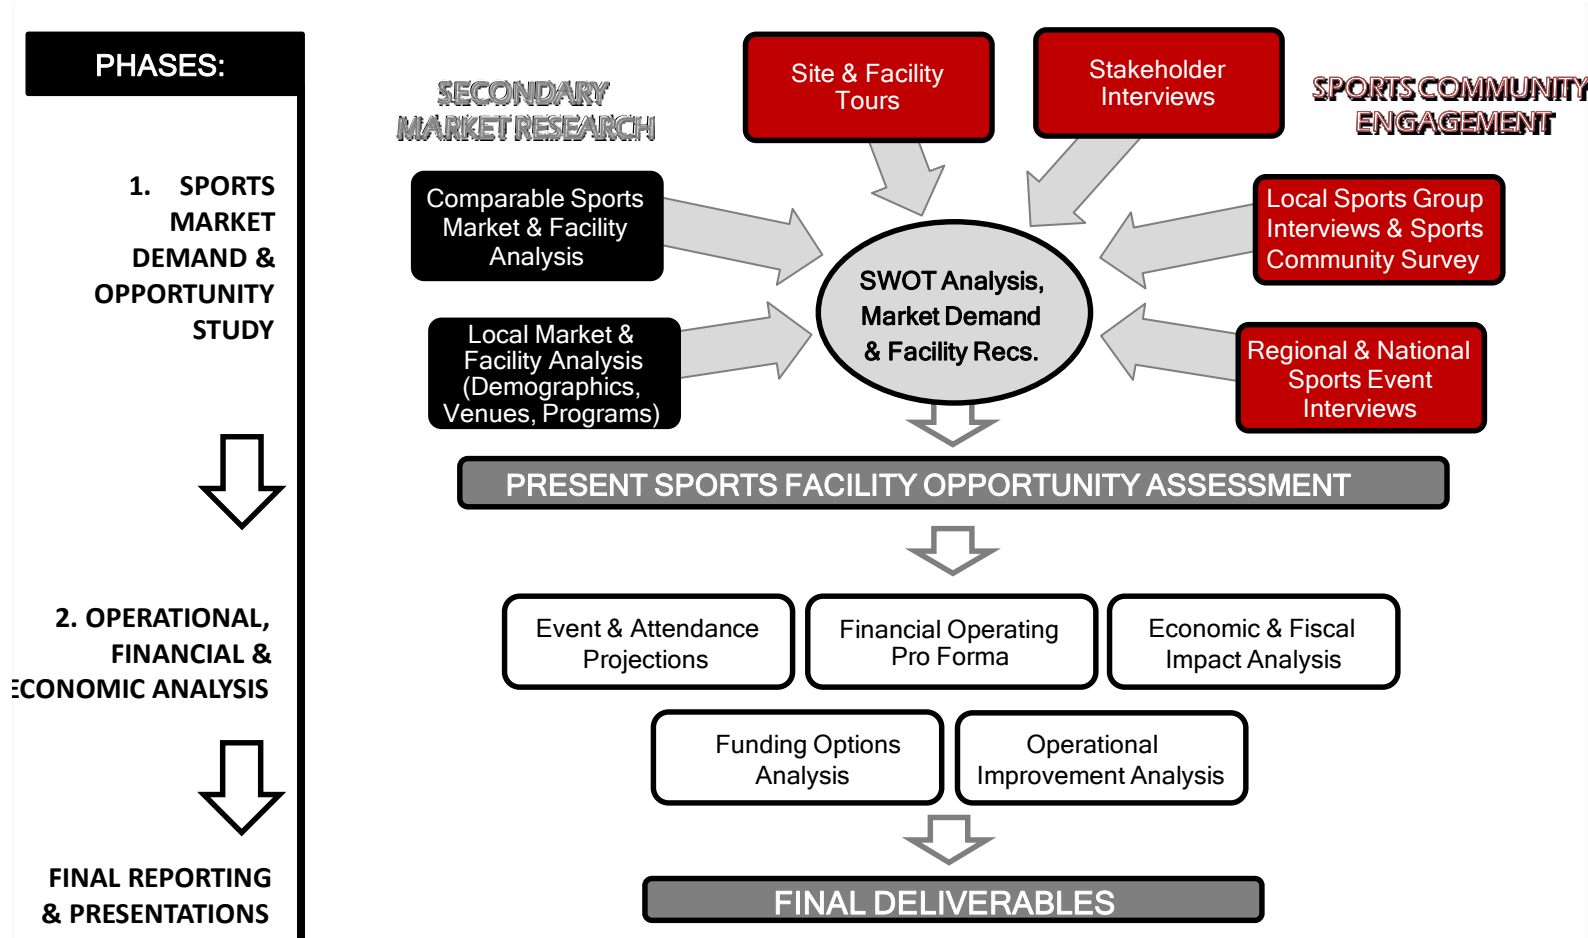 PHASES:
1. SPORTS
MARKET
DEMAND &
OPPORTUNITY
STUDY
2. OPERATIONAL,
FINANCIAL &
ECONOMIC ANALYSIS
FINAL REPORTING
& PRESENTATIONS
SECONDARY
MARKET RESEARCH
Site & Facility
Tours
Stakeholder
Interviews
SPORTS COMMUNITY
ENGAGEMENT
Comparable Sports
Market & Facility
Analysis
Local Market &
Facility Analysis
(Demographics,
Venues, Programs)
SWOT Analysis,
Market Demand
& Facility Recs.
Local Sports Group
Interviews & Sports
Community Survey
Regional & National
Sports Event
Interviews
PRESENT SPORTS FACILITY OPPORTUNITY ASSESSMENT
Event & Attendance
Projections
Financial Operating
Pro Forma
Economic & Fiscal
Impact Analysis
Funding Options
Analysis
Operational
Improvement Analysis
FINAL DELIVERABLES